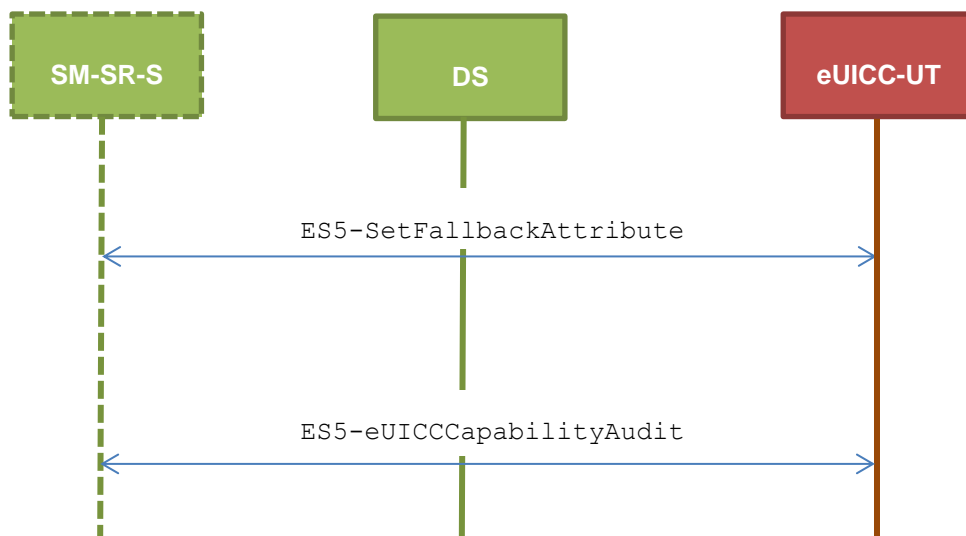 SM-SR-S
DS
eUICC-UT
ES5-SetFallbackAttribute
ES5-eUICCCapabilityAudit